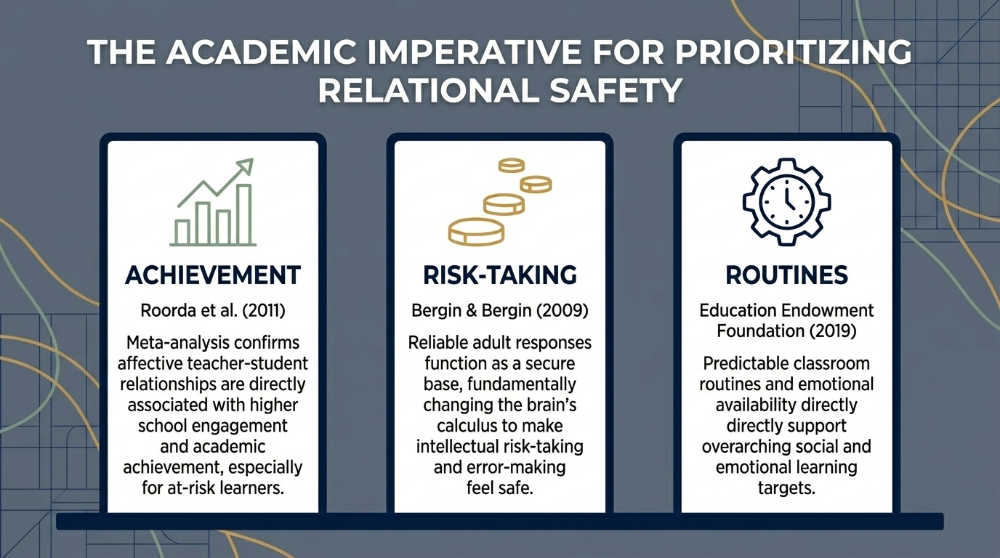 THE ACADEMIC IMPERATIVE FOR PRIORITIZING
RELATIONAL SAFETY
ACHIEVEMENT
Roorda et al. (2011)
Meta-analysis confirms
affective teacher-student
relationships are directly
associated with higher
school engagement
and academic
achievement, especially
for at-risk learners.
RISK-TAKING
Bergin & Bergin (2009)
Reliable adult responses
function as a secure
base, fundamentally
changing the brain's
calculus to make
intellectual risk-taking
and error-making
feel safe.
ROUTINES
Education Endowment
Foundation (2019)
Predictable classroom
routines and emotional
availability directly
directly support
overarching social and
emotional learning
targets.